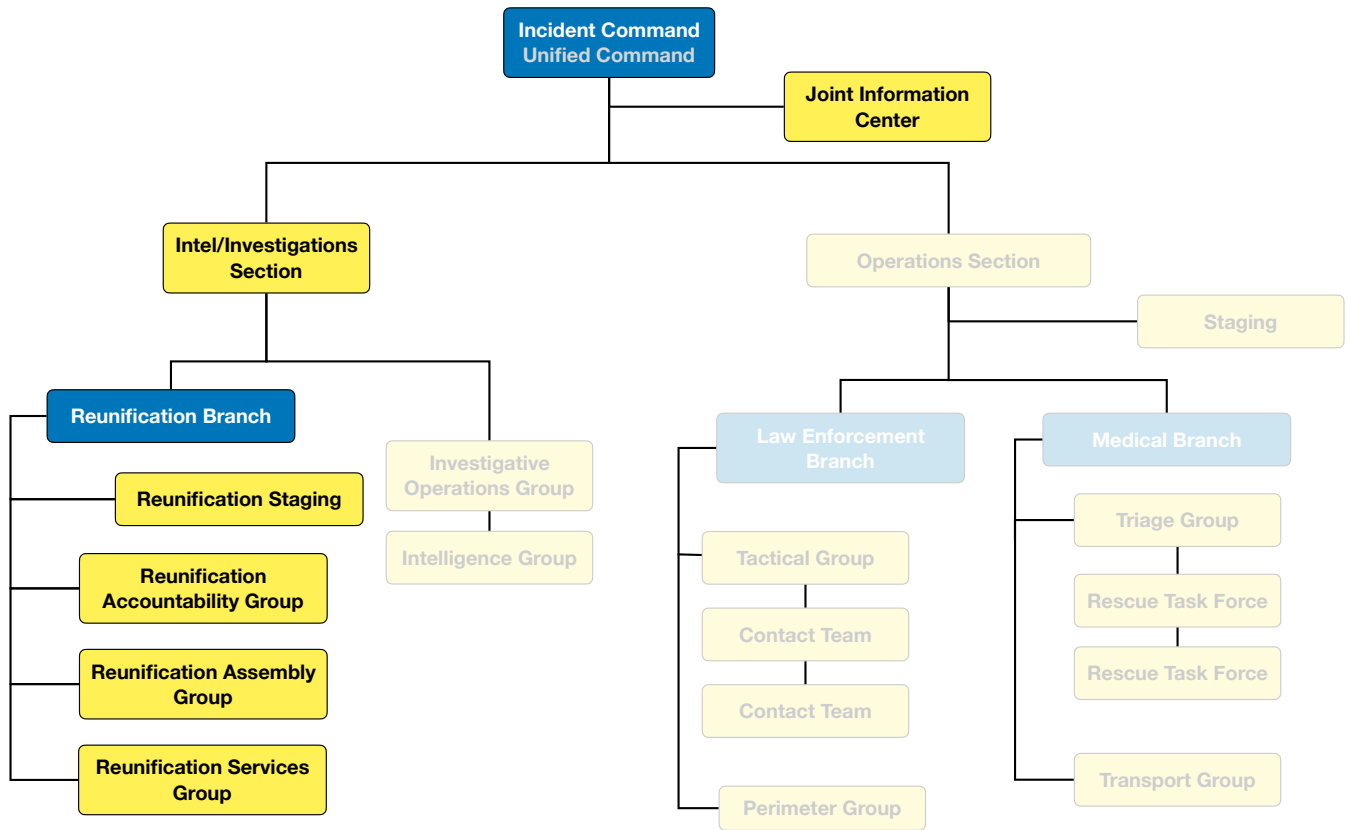 Incident Command
Unified Command
Joint Information
Center
Intel/Investigations
Section
Operations Section
Staging
Reunification Branch
Reunification Staging
Reunification
Accountability Group
Reunification Assembly
Group
Reunification Services
Group
Investigative
Operations Group
Intelligence Group
Law Enforcement
Branch
Tactical Group
Contact Team
Contact Team
Perimeter Group
Medical Branch
Triage Group
Rescue Task Force
Rescue Task Force
Transport Group